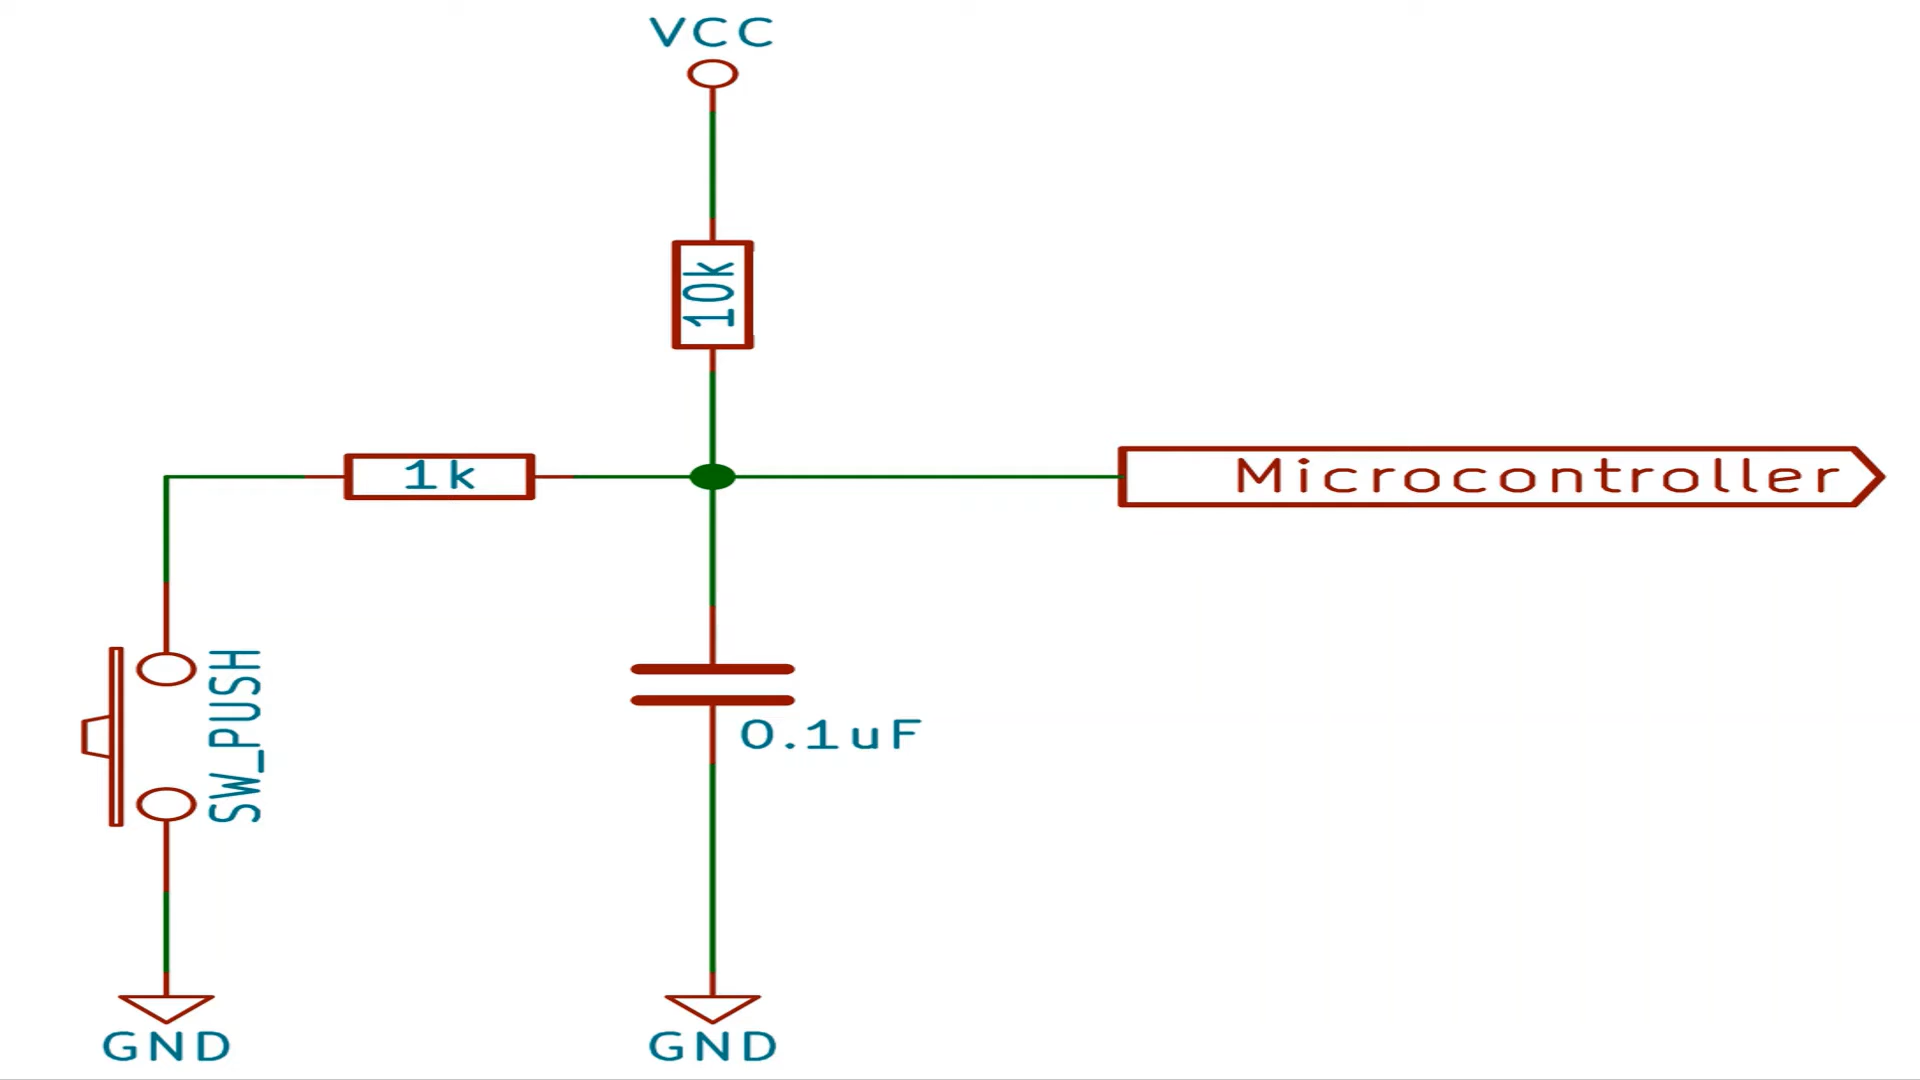 VCC
10k
1k
Microcontroller
SW_PUSH
0.1uF
GND
GND